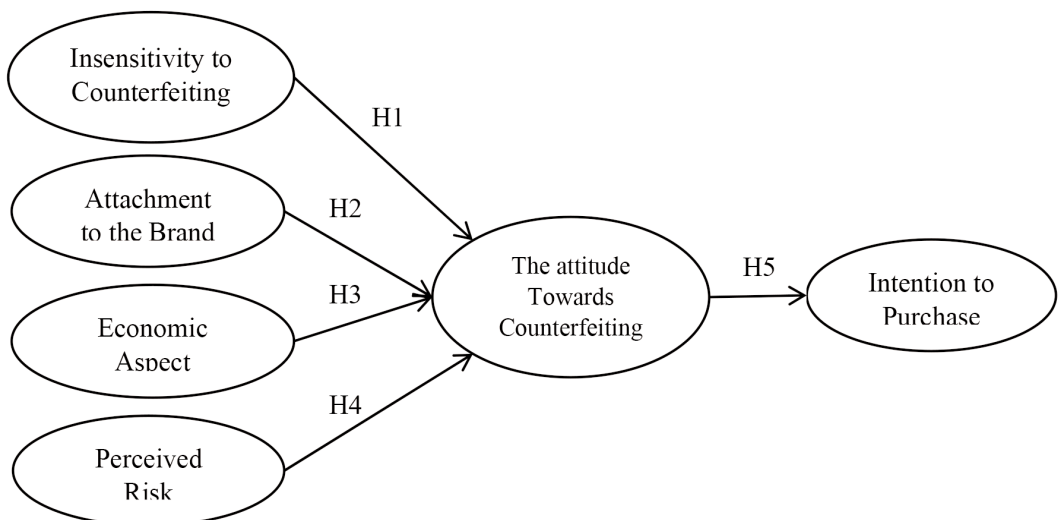 Insensitivity to
Counterfeiting
H1
Attachment
to the Brand
H2
The attitude
Towards
Counterfeiting
H5
Intention to
Purchase
H3
Economic
Aspect
H4
Perceived
Risk